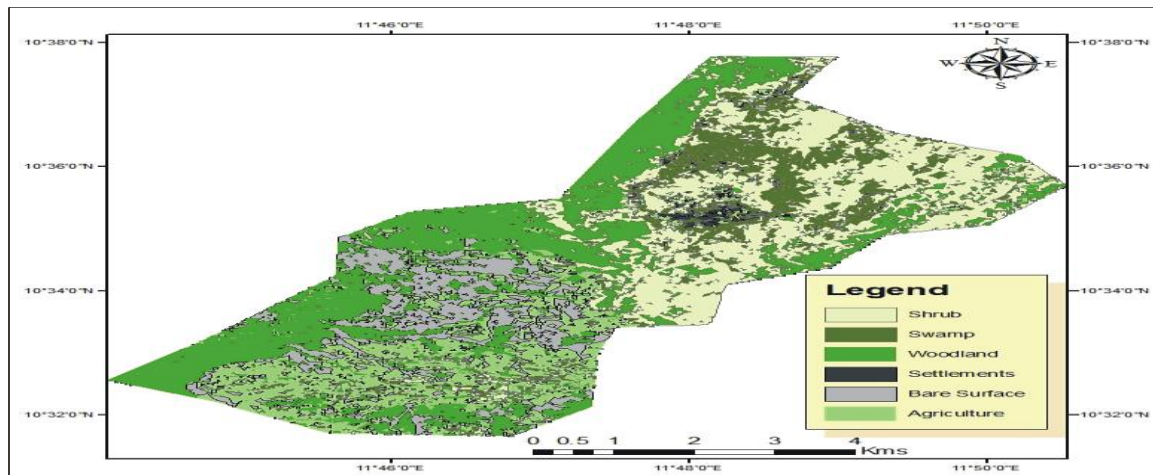 11°46'0"E 11°48'0"E 11°50'0"E
10°38'0"N 10°38'0"N
N
W E
S
10°36'0"N 10°36'0"N
10°34'0"N 10°34'0"N
Legend
Shrub
Swamp
Woodland
Settlements
Bare Surface
Agriculture
10°32'0"N 10°32'0"N
0 0.5 1 2 3 4
Kms
11°46'0"E 11°48'0"E 11°50'0"E